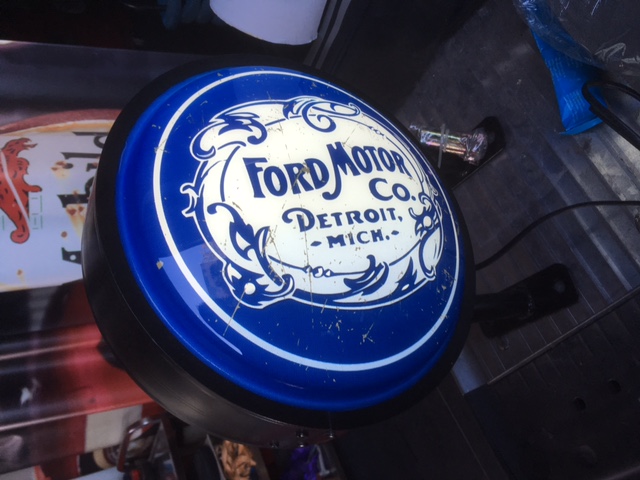 FORD MOTOR
CO.
DETROIT,
-MICH.-